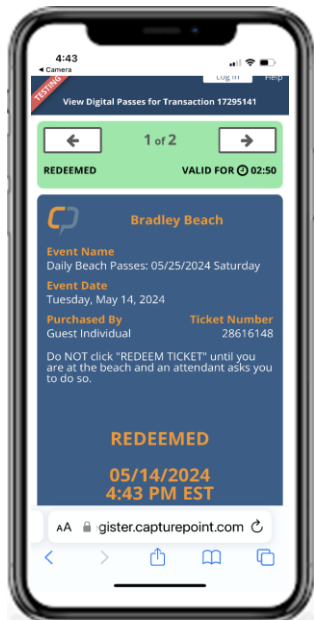 4:43
◂ Camera
TESTING
Log In Help
View Digital Passes for Transaction 17295141
1 of 2
REDEEMED VALID FOR 02:50
Bradley Beach
Event Name
Daily Beach Passes: 05/25/2024 Saturday
Event Date
Tuesday, May 14, 2024
Purchased By Ticket Number
Guest Individual 28616148
Do NOT click "REDEEM TICKET" until you
are at the beach and an attendant asks you
to do so.
REDEEMED
05/14/2024
4:43 PM EST
AA gister.capturepoint.com